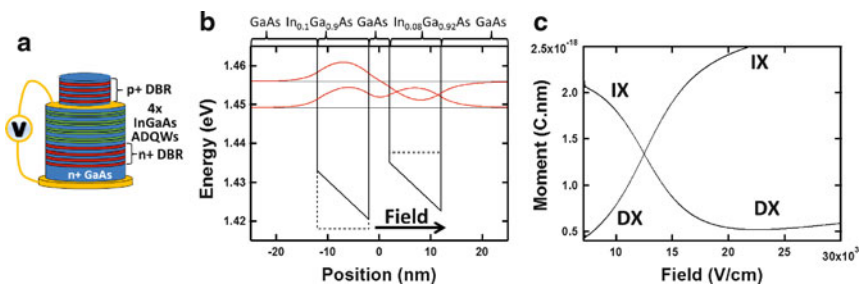 a
p+ DBR
4x
InGaAs
ADQWs
n+ DBR
n+ GaAs
V
b
GaAs In₀.₁Ga₀.₉As GaAs In₀.₀₈Ga₀.₉₂As GaAs
1.46
1.45
1.44
1.43
1.42
Energy (eV)
Field
-20 -10 0 10 20
Position (nm)
c
2.5x10⁻¹⁸
2.0
1.5
1.0
0.5
Moment (C.nm)
IX
IX
DX
DX
10 15 20 30x10³
Field (V/cm)